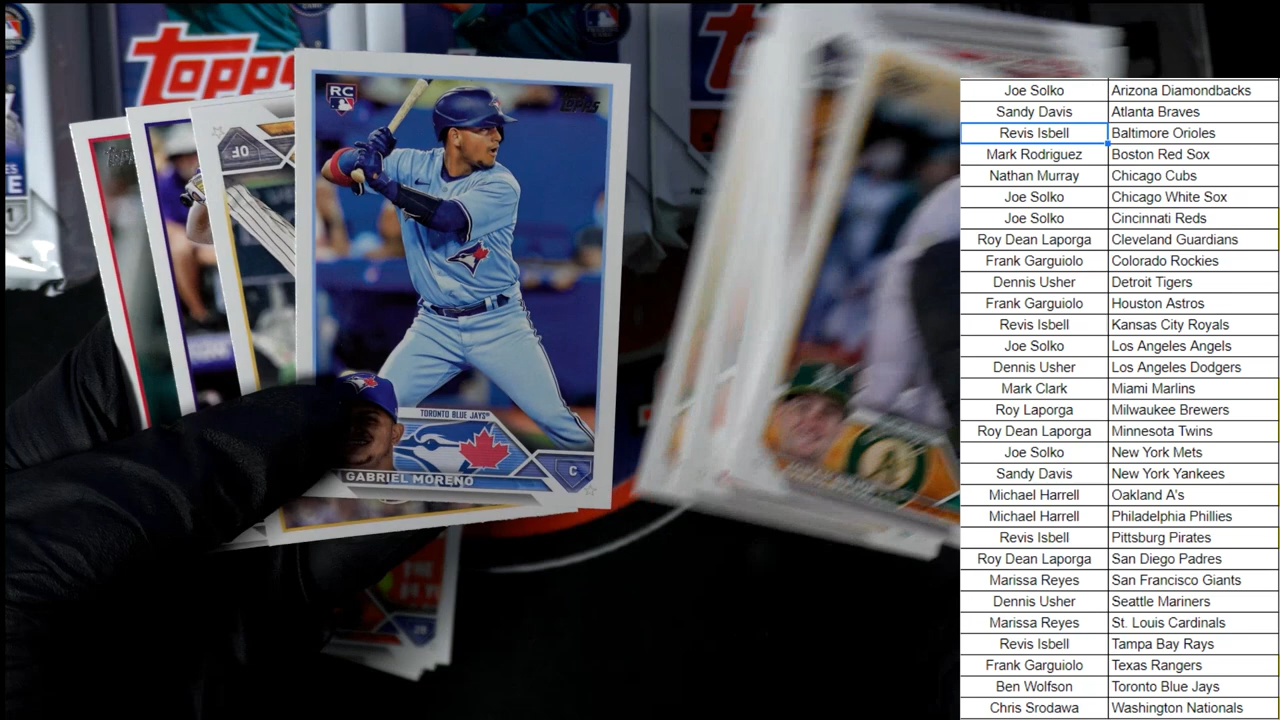 TOPPS
RC
TOPPS
OF
TORONTO BLUE JAYS
GABRIEL MORENO
C
Joe Solko Arizona Diamondbacks
Sandy Davis Atlanta Braves
Revis Isbell Baltimore Orioles
Mark Rodriguez Boston Red Sox
Nathan Murray Chicago Cubs
Joe Solko Chicago White Sox
Joe Solko Cincinnati Reds
Roy Dean Laporga Cleveland Guardians
Frank Garguiolo Colorado Rockies
Dennis Usher Detroit Tigers
Frank Garguiolo Houston Astros
Revis Isbell Kansas City Royals
Joe Solko Los Angeles Angels
Dennis Usher Los Angeles Dodgers
Mark Clark Miami Marlins
Roy Laporga Milwaukee Brewers
Roy Dean Laporga Minnesota Twins
Joe Solko New York Mets
Sandy Davis New York Yankees
Michael Harrell Oakland A's
Michael Harrell Philadelphia Phillies
Revis Isbell Pittsburg Pirates
Roy Dean Laporga San Diego Padres
Marissa Reyes San Francisco Giants
Dennis Usher Seattle Mariners
Marissa Reyes St. Louis Cardinals
Revis Isbell Tampa Bay Rays
Frank Garguiolo Texas Rangers
Ben Wolfson Toronto Blue Jays
Chris Srodawa Washington Nationals